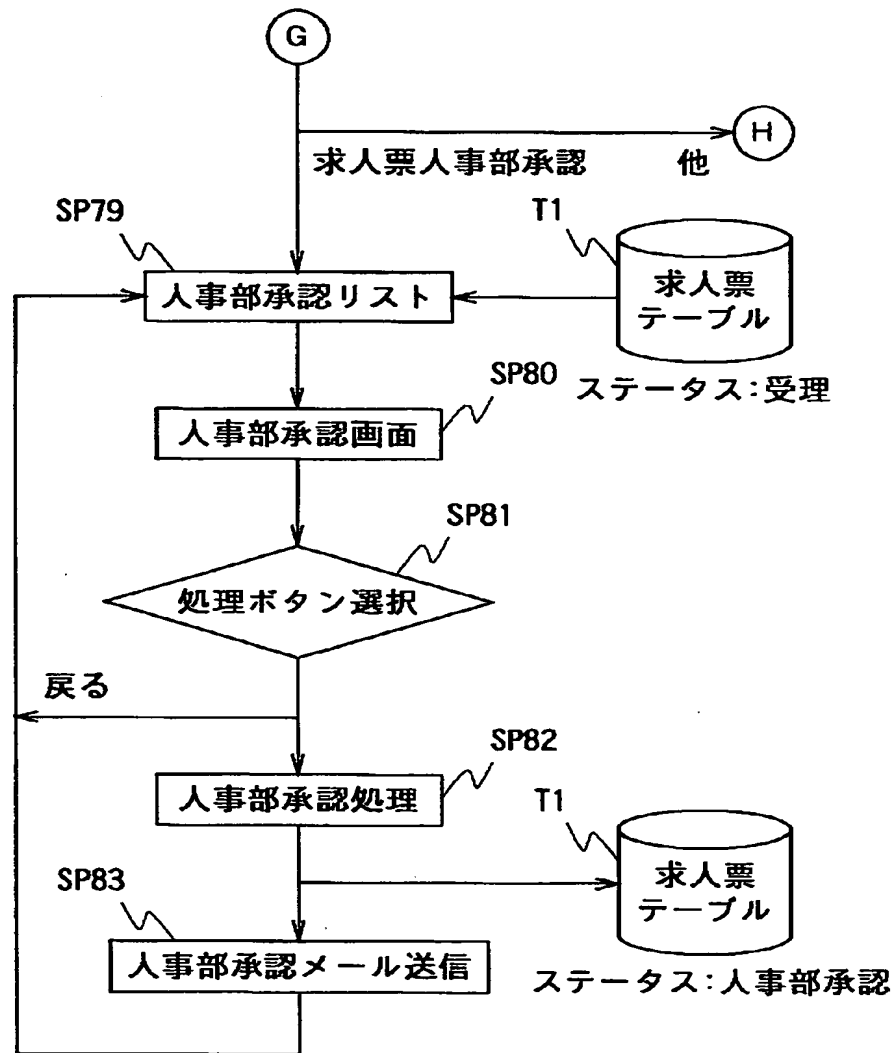 G
H
求人票人事部承認
他
SP79
T1
人事部承認リスト
求人票
テーブル
ステータス:受理
SP80
人事部承認画面
SP81
処理ボタン選択
戻る
SP82
人事部承認処理
T1
求人票
テーブル
SP83
人事部承認メール送信
ステータス:人事部承認